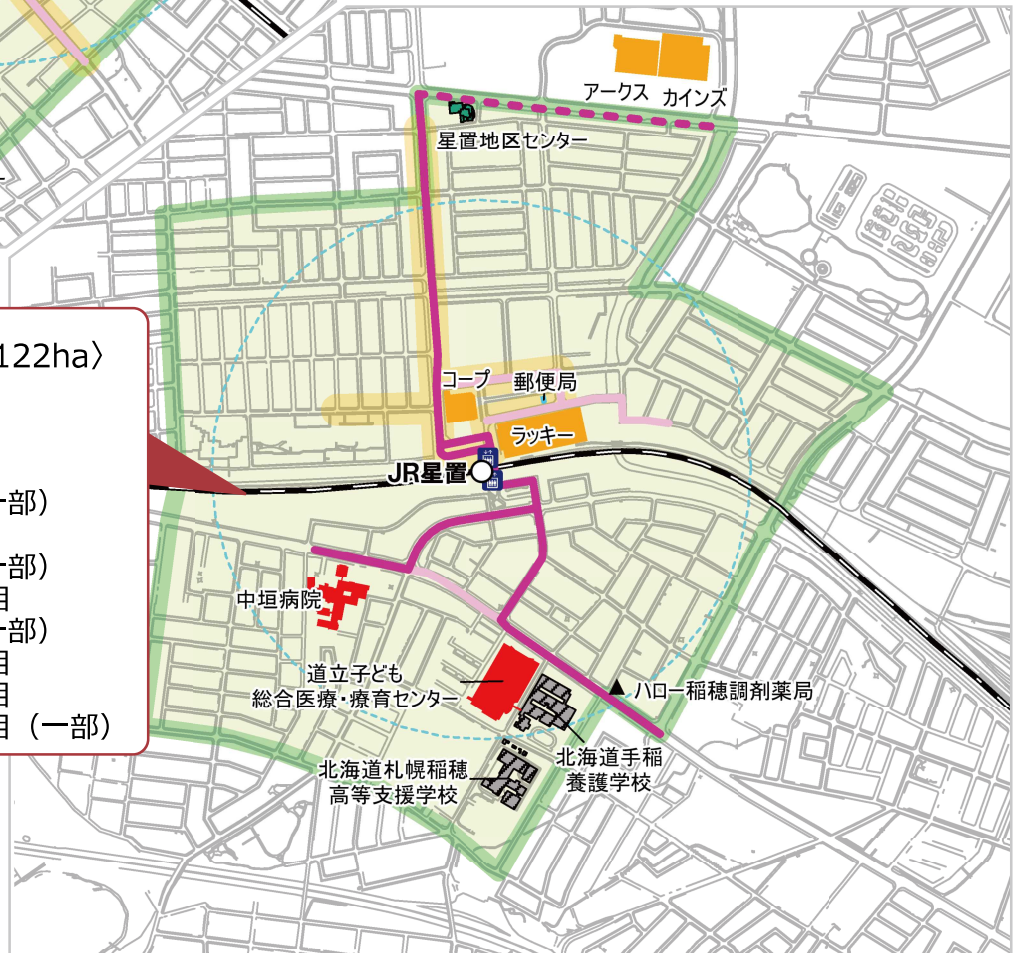 アークス
カインズ
星置地区センター
122ha〉
コープ
郵便局
ラッキー
JR星置
一部）
一部）
目
一部）
目
目
目（一部）
中垣病院
道立子ども
総合医療・療育センター
ハロー稲穂調剤薬局
北海道手稲
養護学校
北海道札幌稲穂
高等支援学校